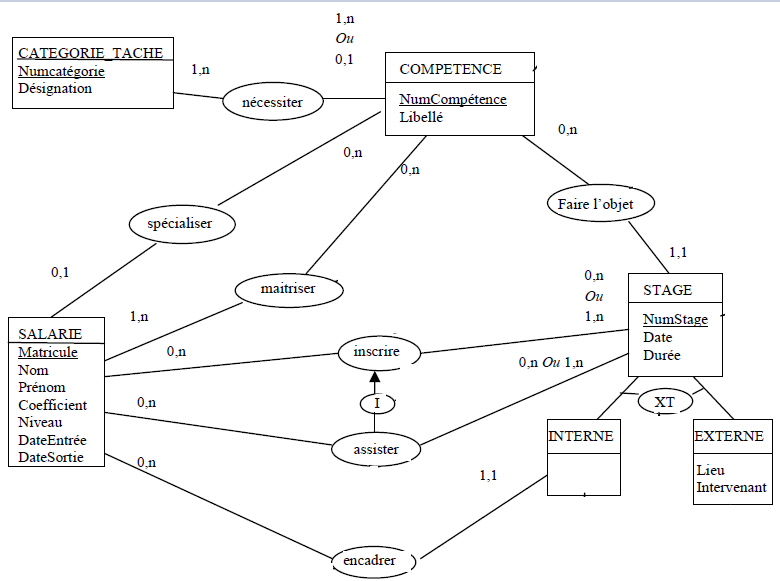 1,n
Ou
0,1
CATEGORIE_TACHE
Numcatégorie
Désignation
1,n
nécessiter
COMPETENCE
NumCompétence
Libellé
0,n
0,n
0,n
spécialiser
Faire l'objet
0,1
1,1
maitriser
0,n
Ou
1,n
STAGE
NumStage
Date
Durée
1,n
SALARIE
Matricule
Nom
Prénom
Coefficient
Niveau
DateEntrée
DateSortie
0,n
inscrire
0,n Ou 1,n
I
XT
0,n
assister
INTERNE
EXTERNE
Lieu
Intervenant
0,n
1,1
encadrer